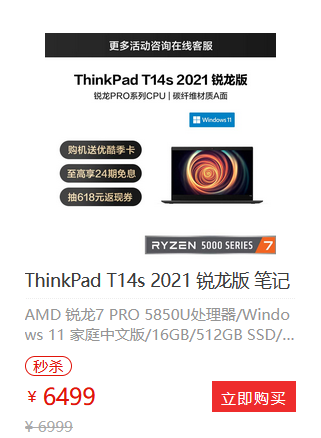 更多活动咨询在线客服
ThinkPad T14s 2021 锐龙版
锐龙PRO系列CPU | 碳纤维材质A面
Windows 11
购机送优酷季卡
至高享24期免息
抽618元返现券
RYZEN 5000 SERIES 7
ThinkPad T14s 2021 锐龙版 笔记
AMD 锐龙7 PRO 5850U处理器/Windo
ws 11 家庭中文版/16GB/512GB SSD/...
秒杀
¥ 6499
立即购买
¥ 6999